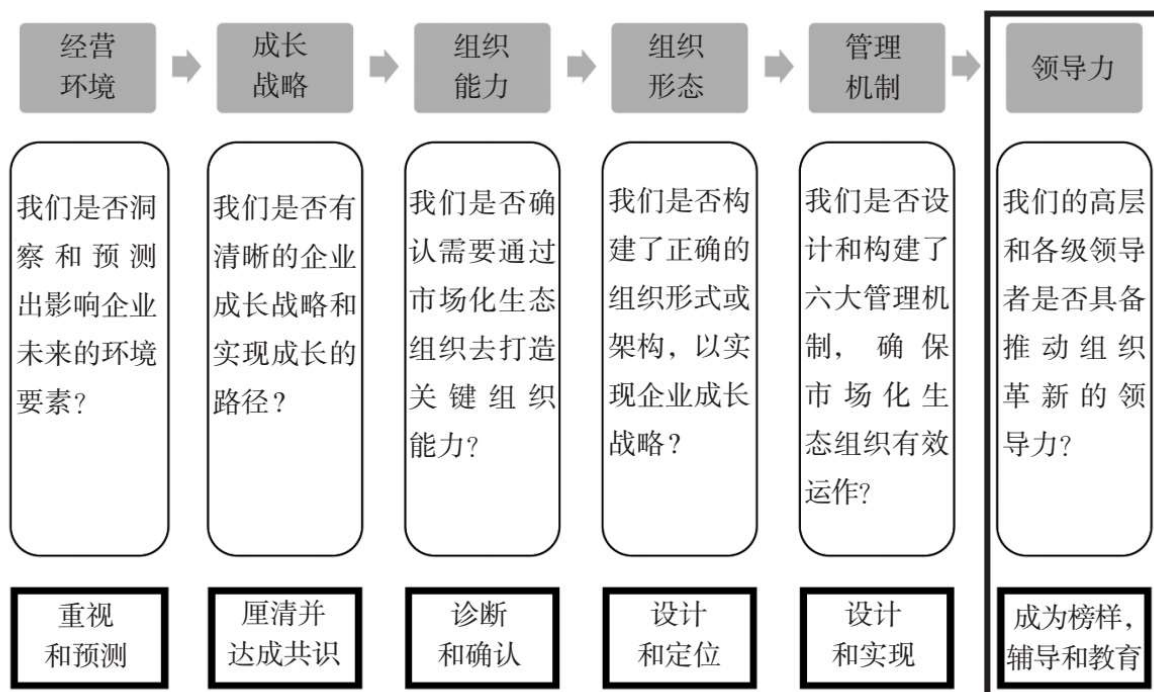 经营
环境
成长
战略
组织
能力
组织
形态
管理
机制
领导力
我们是否洞
察和预测
出影响企业
未来的环境
要素?
我们是否有
清晰的企业
成长战略和
实现成长的
路径?
我们是否确
认需要通过
市场化生态
组织去打造
关键组织
能力?
我们是否构
建了正确的
组织形式或
架构，以实
现企业成长
战略?
我们是否设
计和构建了
六大管理机
制，确保
市场化生
态组织有效
运作?
我们的高层
和各级领导
者是否具备
推动组织
革新的领
导力?
重视
和预测
厘清并
达成共识
诊断
和确认
设计
和定位
设计
和实现
成为榜样，
辅导和教育